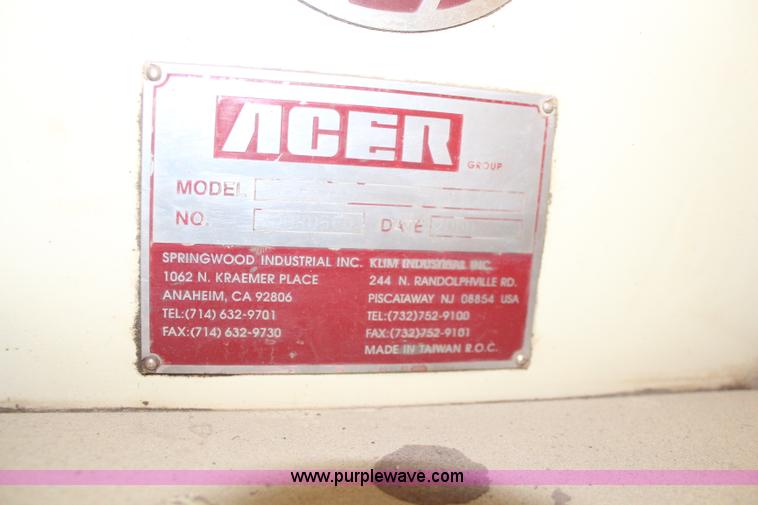 ACER
GROUP
MODEL
NO. DATE
SPRINGWOOD INDUSTRIAL INC.
1062 N. KRAEMER PLACE
ANAHEIM, CA 92806
TEL:(714) 632-9701
FAX:(714) 632-9730
KLIM INDUSTRIAL INC.
244 N. RANDOLPHVILLE RD.
PISCATAWAY NJ 08854 USA
TEL:(732)752-9100
FAX:(732)752-9101
MADE IN TAIWAN R.O.C.
www.purplewave.com